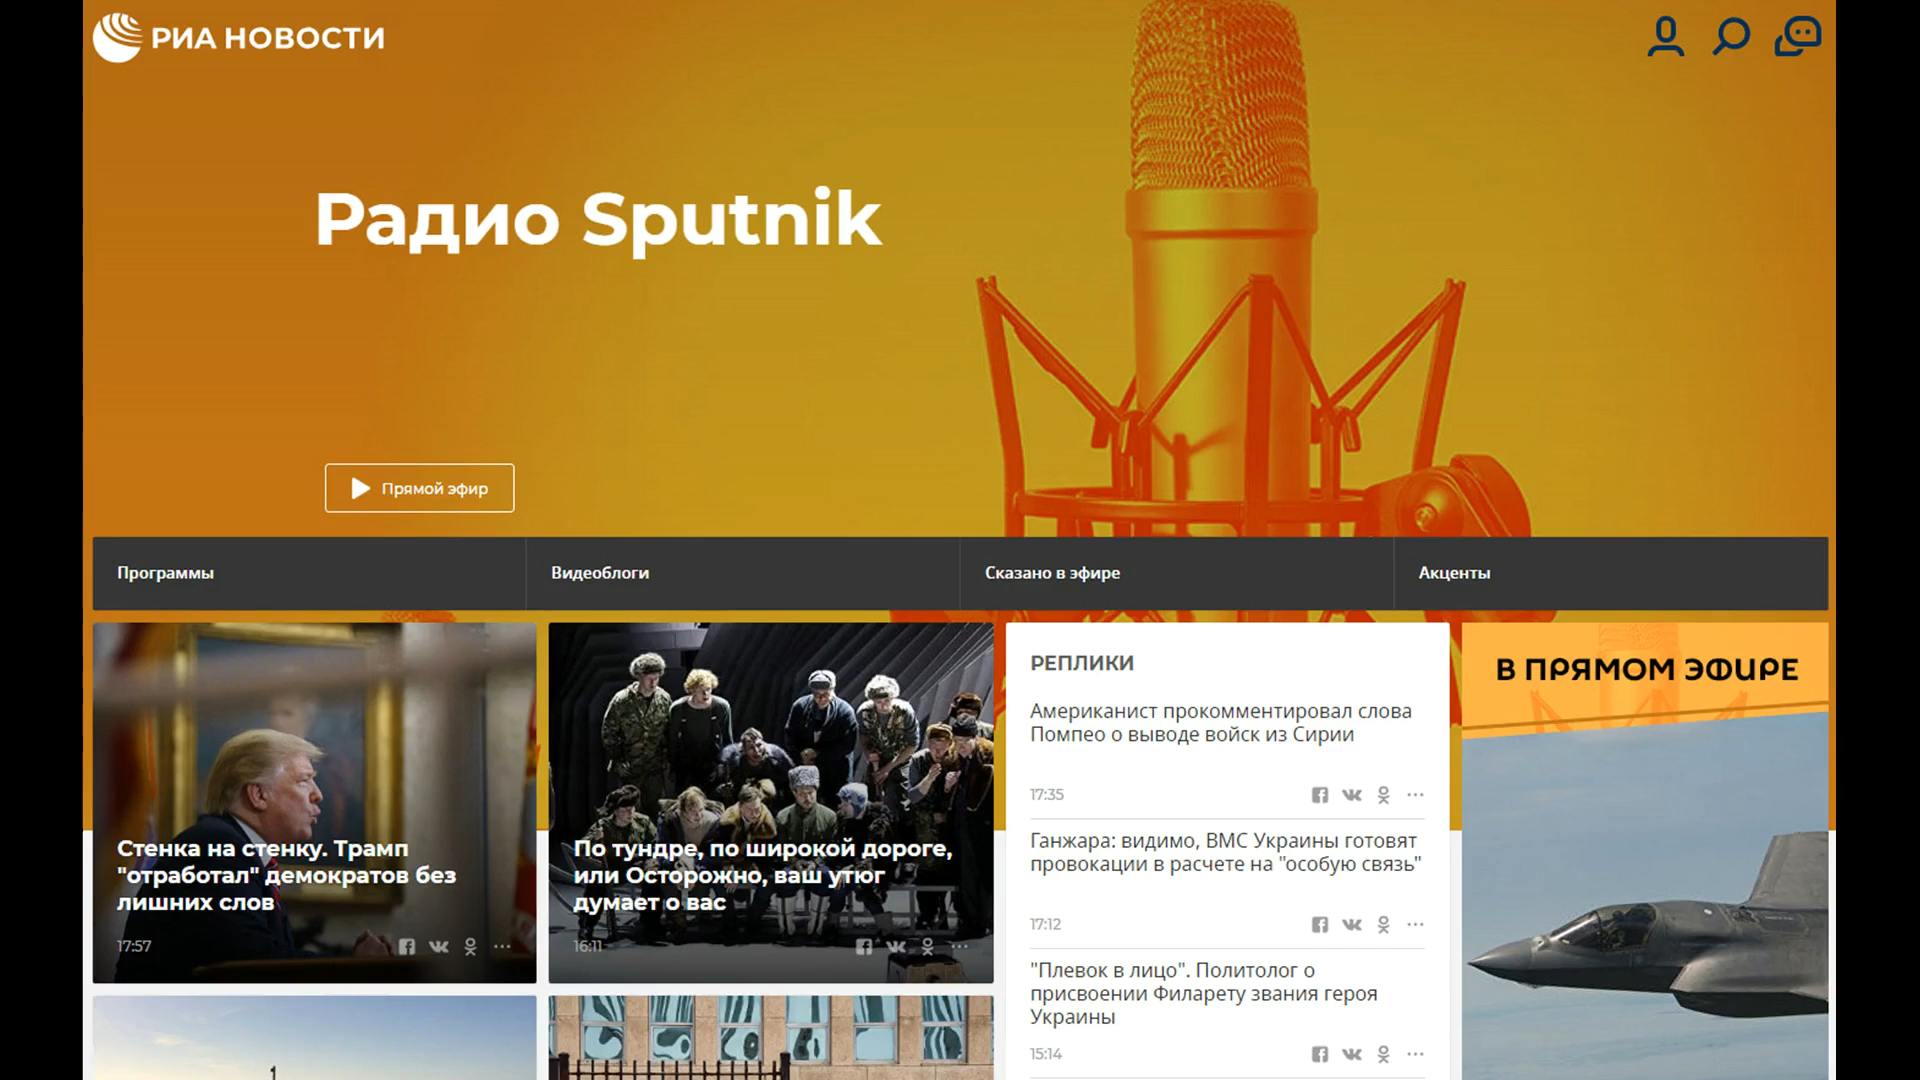 РИА НОВОСТИ
Радио Sputnik
Прямой эфир
Программы
Видеоблоги
Сказано в эфире
Акценты
Стенка на стенку. Трамп
"отработал" демократов без
лишних слов
17:57
По тундре, по широкой дороге,
или Осторожно, ваш утюг
думает о вас
16:11
РЕПЛИКИ
Американист прокомментировал слова
Помпео о выводе войск из Сирии
17:35
Ганжара: видимо, ВМС Украины готовят
провокации в расчете на "особую связь"
17:12
"Плевок в лицо". Политолог о
присвоении Филарету звания героя
Украины
15:14
В ПРЯМОМ ЭФИРЕ